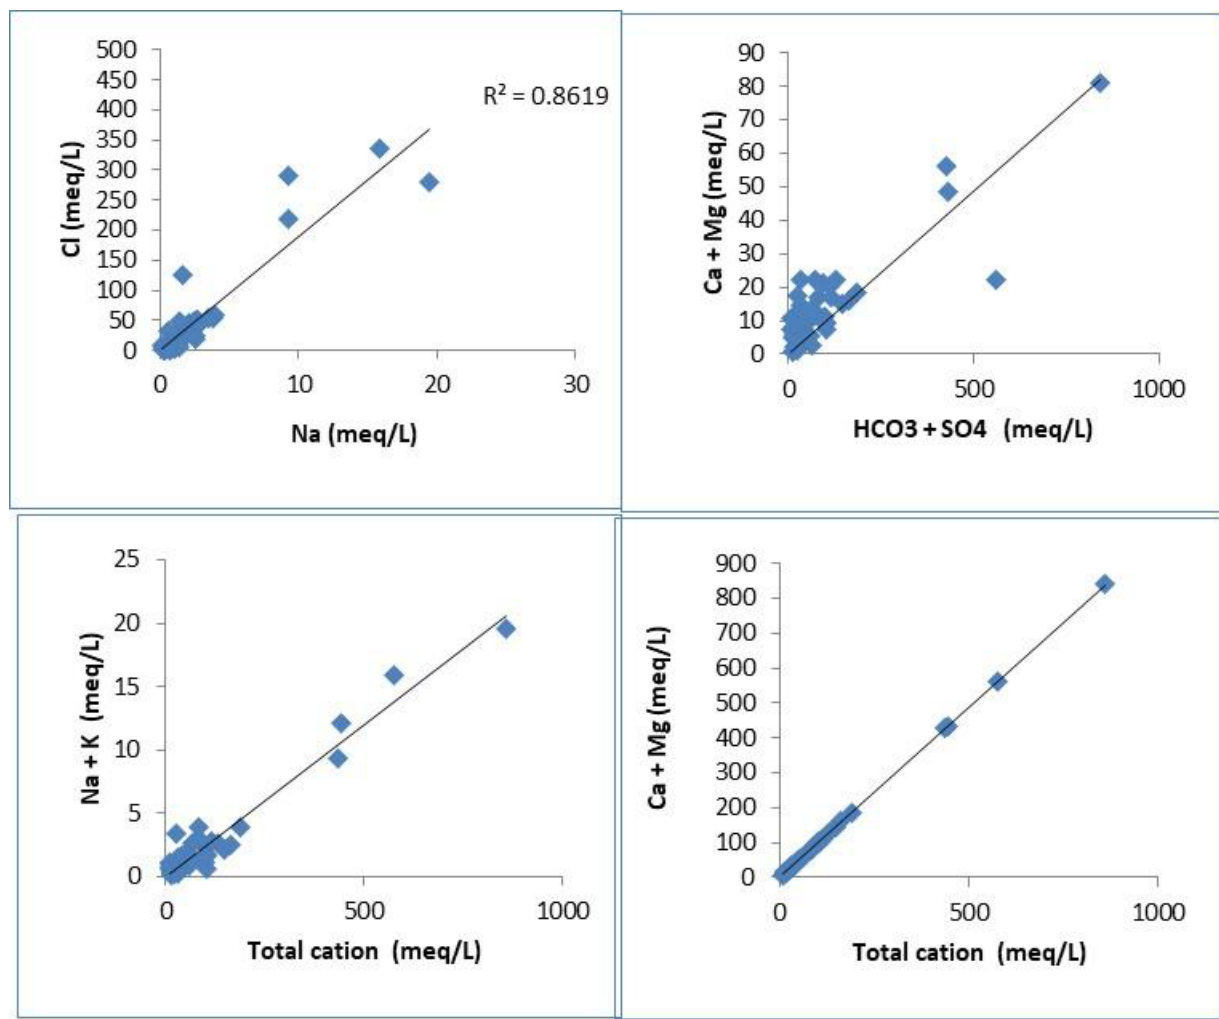 500
450
400
350
300
250
200
150
100
50
0
Cl (meq/L)
R² = 0.8619
0 10 20 30
Na (meq/L)
90
80
70
60
50
40
30
20
10
0
Ca + Mg (meq/L)
0 500 1000
HCO3 + SO4 (meq/L)
25
20
15
10
5
0
Na + K (meq/L)
0 500 1000
Total cation (meq/L)
900
800
700
600
500
400
300
200
100
0
Ca + Mg (meq/L)
0 500 1000
Total cation (meq/L)